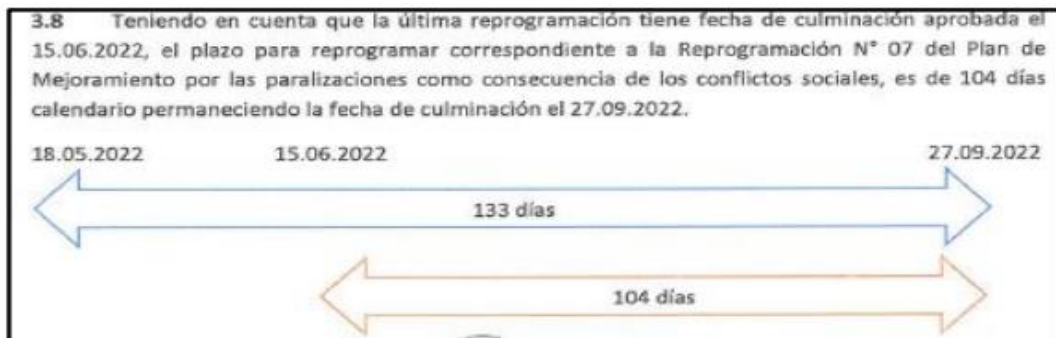 3.8 Teniendo en cuenta que la última reprogramación tiene fecha de culminación aprobada el
15.06.2022, el plazo para reprogramar correspondiente a la Reprogramación N° 07 del Plan de
Mejoramiento por las paralizaciones como consecuencia de los conflictos sociales, es de 104 días
calendario permaneciendo la fecha de culminación el 27.09.2022.
18.05.2022 15.06.2022 27.09.2022
133 días
104 días